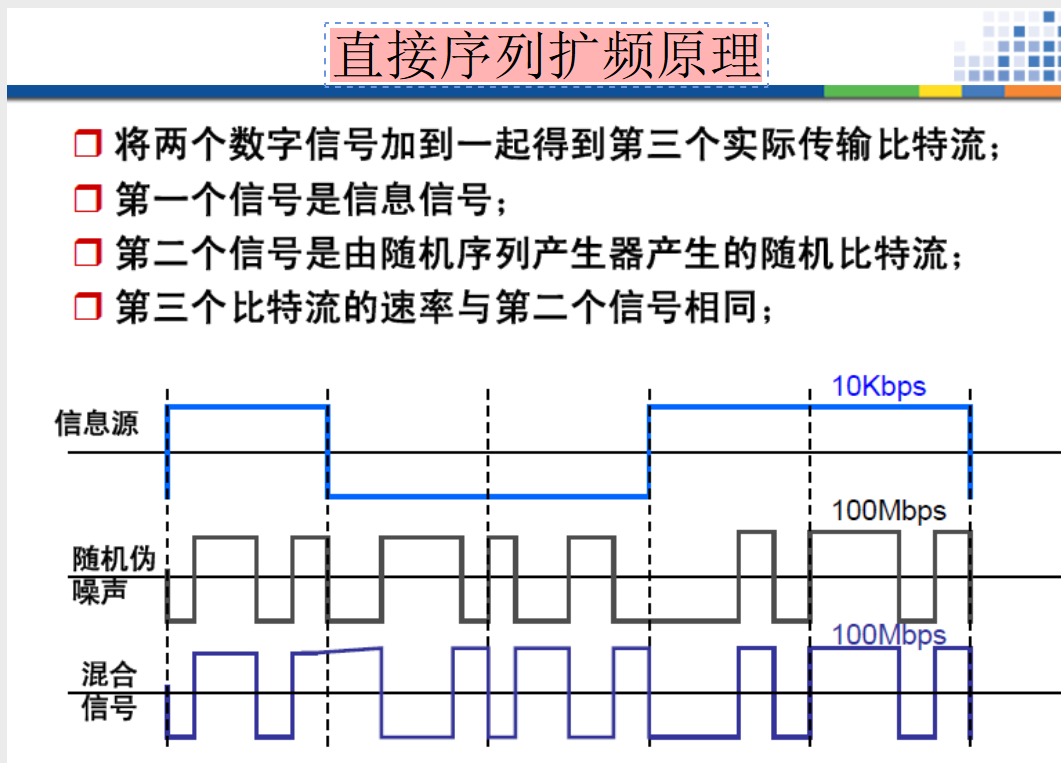 直接序列扩频原理
将两个数字信号加到一起得到第三个实际传输比特流；
第一个信号是信息信号；
第二个信号是由随机序列产生器产生的随机比特流；
第三个比特流的速率与第二个信号相同；
10Kbps
信息源
100Mbps
随机伪
噪声
100Mbps
混合
信号